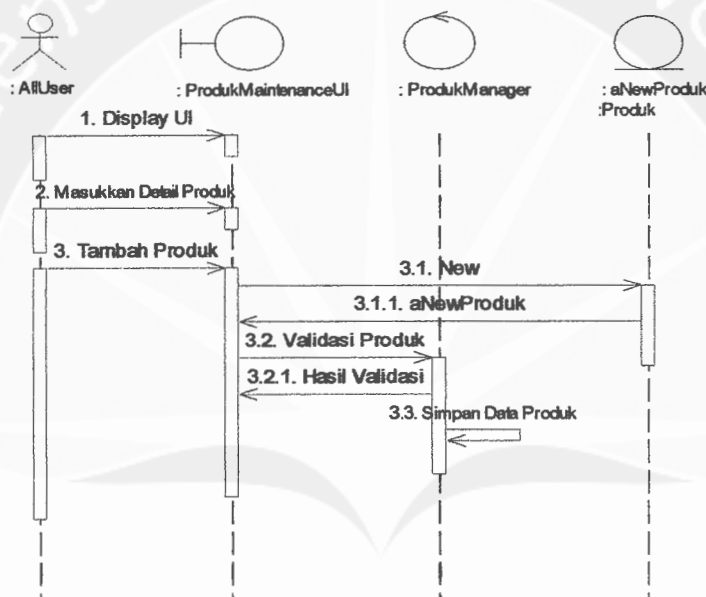 : AllUser
: ProdukMaintenanceUI
: ProdukManager
: aNewProduk
:Produk
1. Display UI
2. Masukkan Detail Produk
3. Tambah Produk
3.1. New
3.1.1. aNewProduk
3.2. Validasi Produk
3.2.1. Hasil Validasi
3.3. Simpan Data Produk